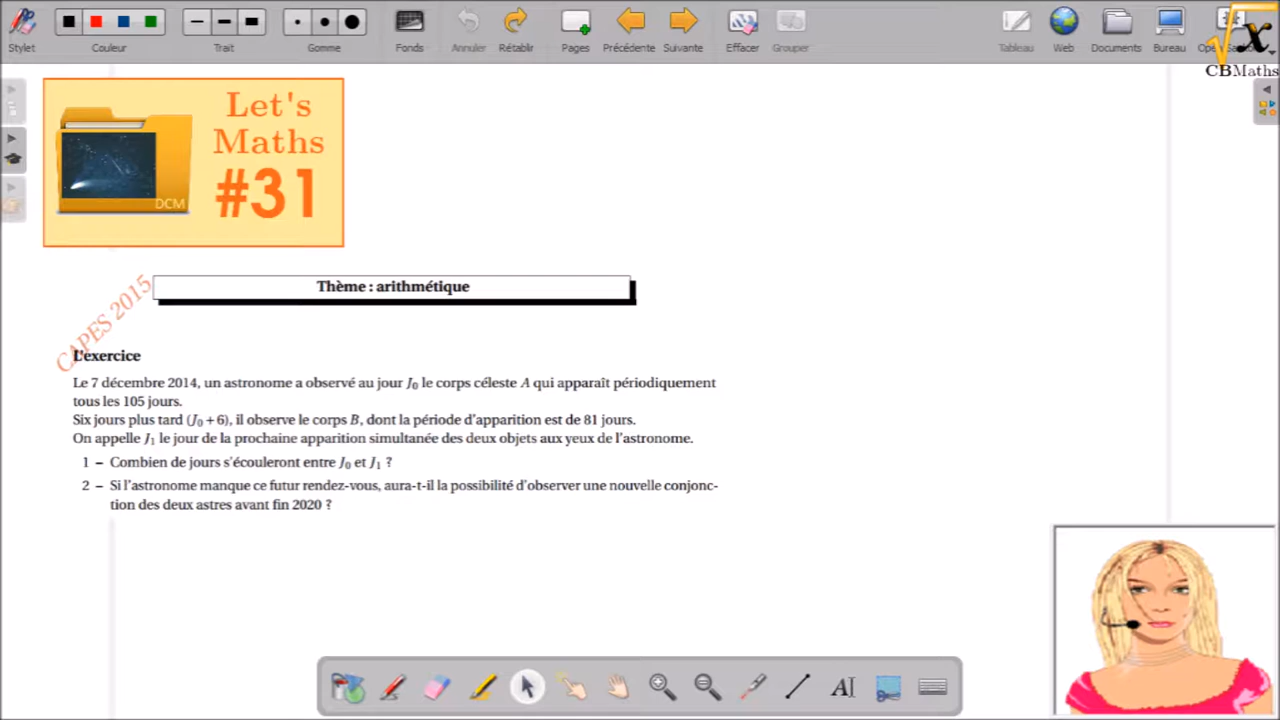 Stylet
Couleur
Trait
Gomme
Fonds
Annuler
Rétablir
Pages
Précédente
Suivante
Effacer
Grouper
Tableau
Web
Documents
Bureau
CBMaths
Let's
Maths
#31
DCM
CAPES 2015
Thème : arithmétique
L'exercice
Le 7 décembre 2014, un astronome a observé au jour J₀ le corps céleste A qui apparaît périodiquement
tous les 105 jours.
Six jours plus tard (J₀ + 6), il observe le corps B, dont la période d'apparition est de 81 jours.
On appelle J₁ le jour de la prochaine apparition simultanée des deux objets aux yeux de l'astronome.
1 – Combien de jours s'écouleront entre J₀ et J₁ ?
2 – Si l'astronome manque ce futur rendez-vous, aura-t-il la possibilité d'observer une nouvelle conjonc-
tion des deux astres avant fin 2020 ?
AI